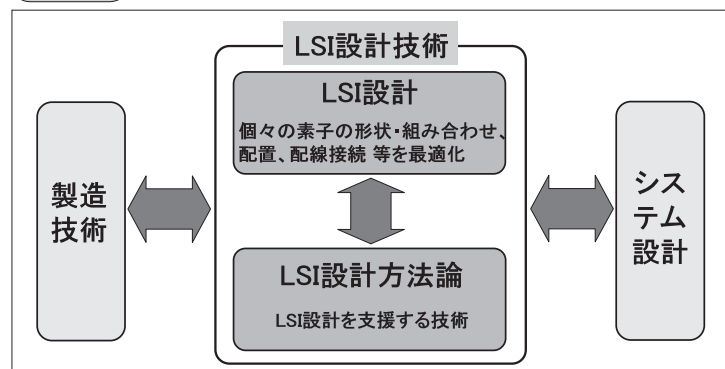 LSI設計技術
LSI設計
個々の素子の形状・組み合わせ、
配置、配線接続 等を最適化
製造
技術
シス
テム
設計
LSI設計方法論
LSI設計を支援する技術